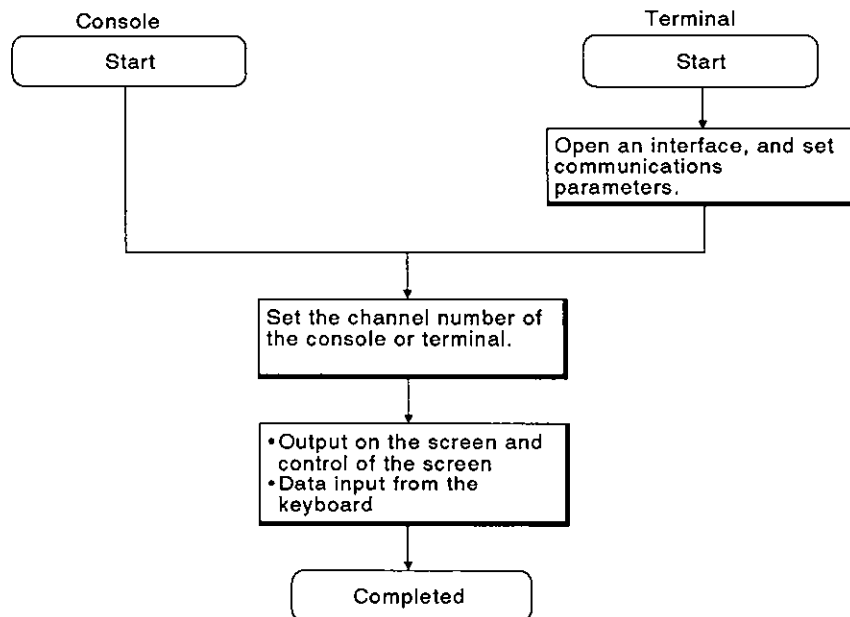 Console
Terminal
Start
Start
Open an interface, and set
communications
parameters.
Set the channel number of
the console or terminal.
•Output on the screen and
control of the screen
•Data input from the
keyboard
Completed